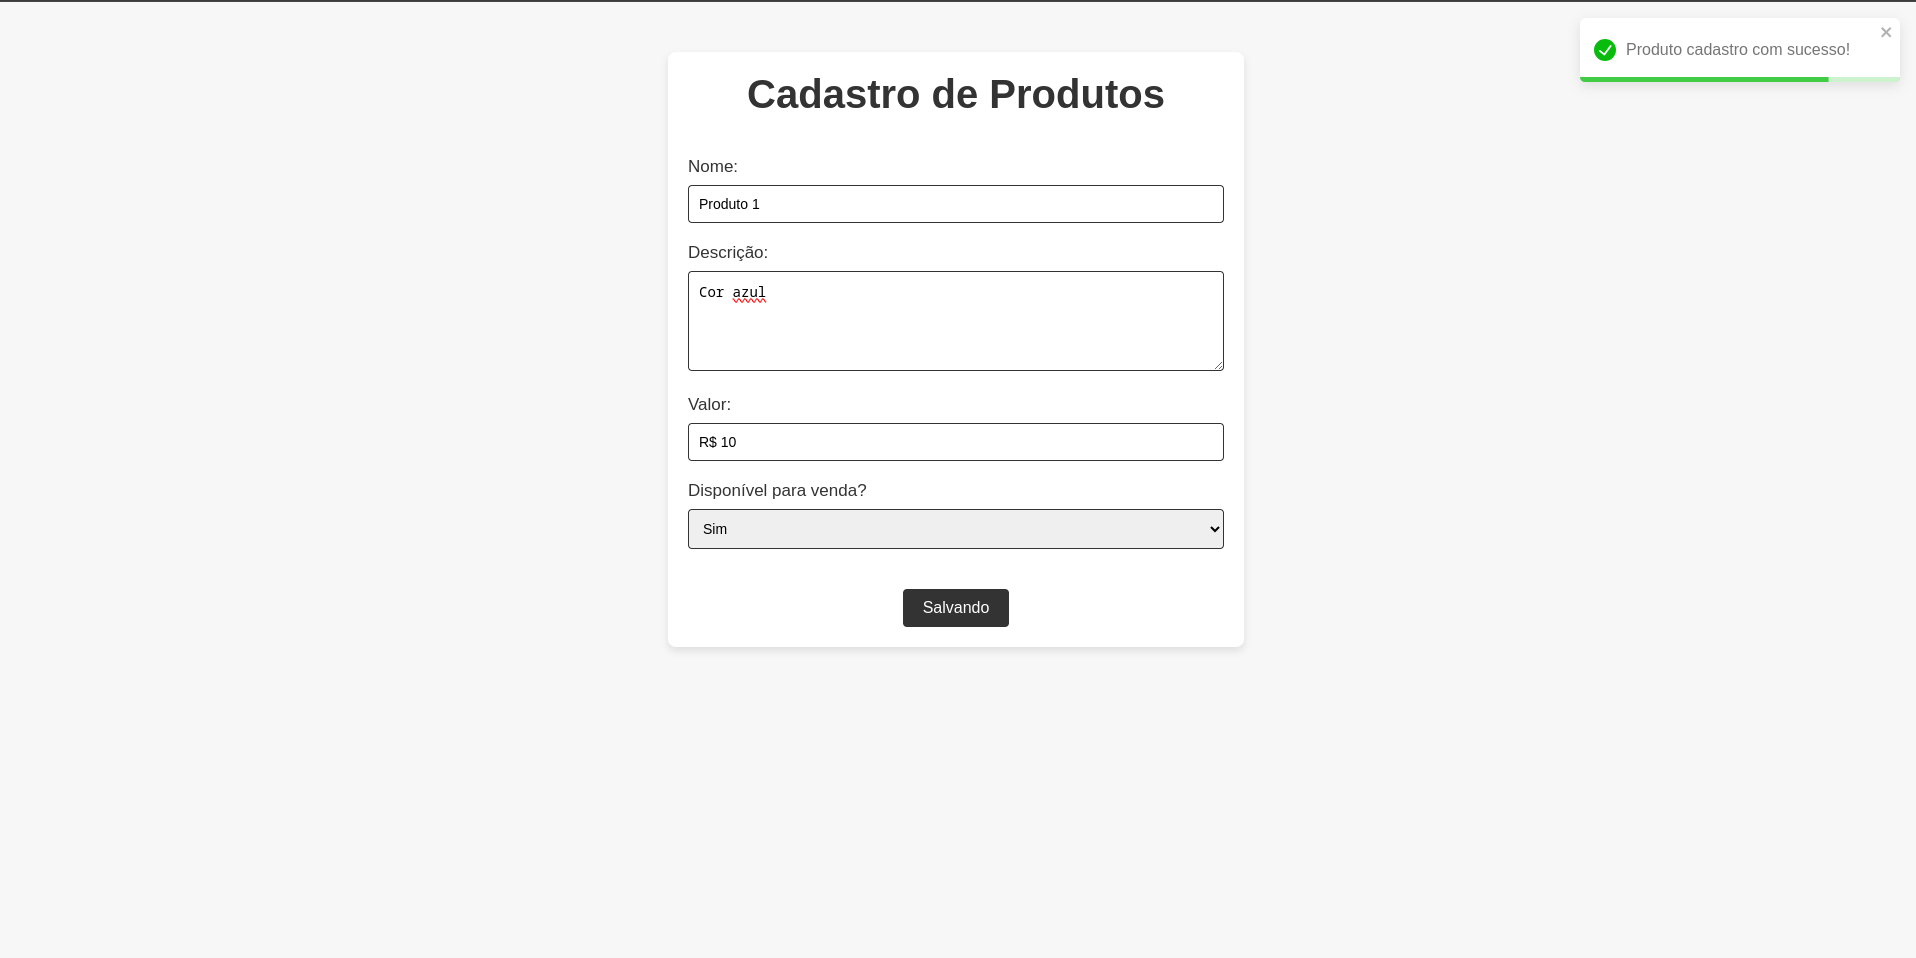 Produto cadastro com sucesso!
Cadastro de Produtos
Nome:
Produto 1
Descrição:
Cor azul
Valor:
R$ 10
Disponível para venda?
Sim
Salvando